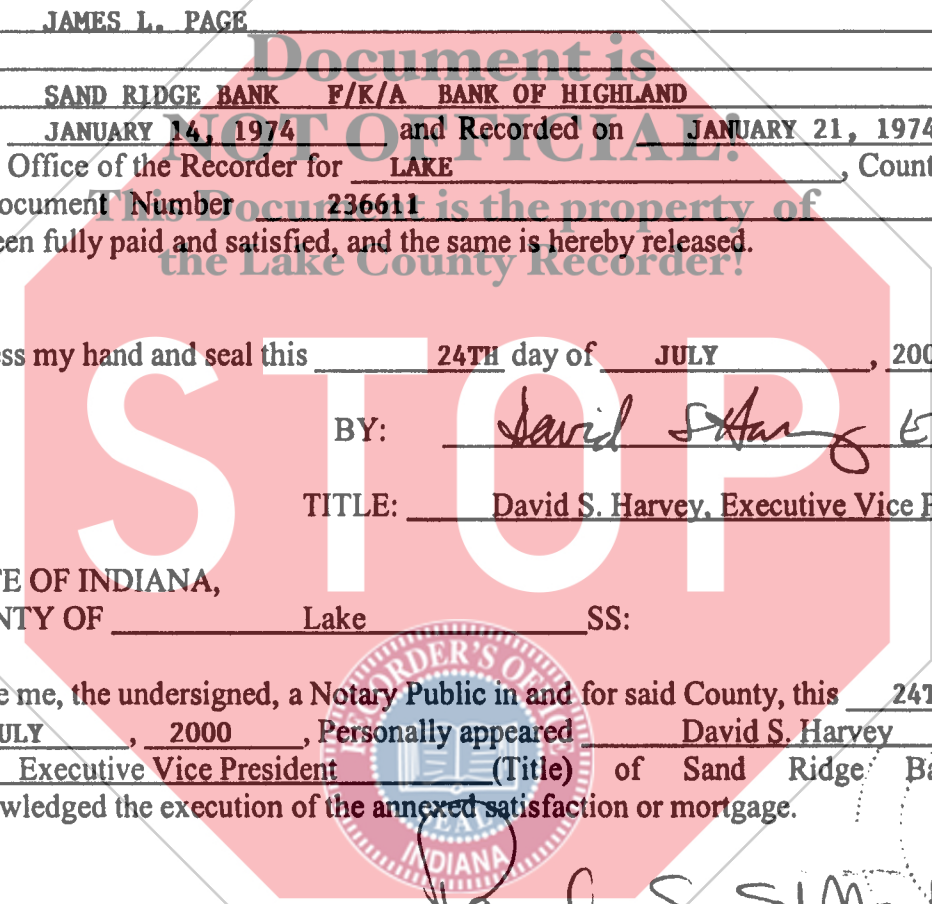 JAMES L. PAGE
Document is
SAND RIDGE BANK F/K/A BANK OF HIGHLAND
NOT OFFICIAL!
JANUARY 14, 1974 and Recorded on JANUARY 21, 1974
Office of the Recorder for LAKE , Count
ocument Number 236611
This Document is the property of
een fully paid and satisfied, and the same is hereby released.
the Lake County Recorder!
STOP
ess my hand and seal this 24TH day of JULY , 200
BY: David S Harvey E
TITLE: David S. Harvey, Executive Vice P
TE OF INDIANA,
NTY OF Lake SS:
RECORDER'S OFFICE
e me, the undersigned, a Notary Public in and for said County, this 24T
ULY , 2000 , Personally appeared David S. Harvey
Executive Vice President (Title) of Sand Ridge Ba
wledged the execution of the annexed satisfaction or mortgage.
SEAL
INDIANA